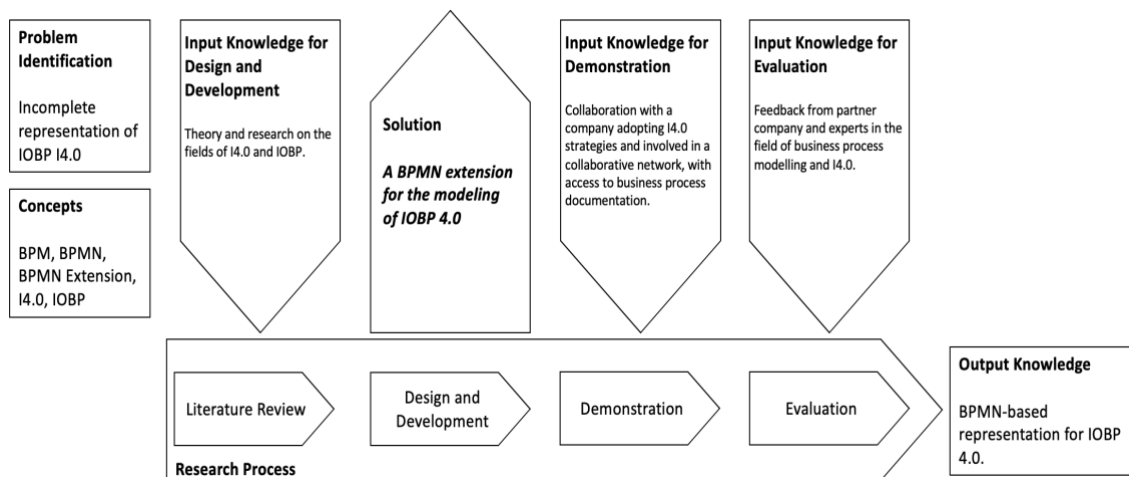 Problem
Identification
Incomplete
representation of
IOBP I4.0
Concepts
BPM, BPMN,
BPMN Extension,
I4.0, IOBP
Input Knowledge for
Design and
Development
Theory and research on the
fields of I4.0 and IOBP.
Solution
A BPMN extension
for the modeling
of IOBP 4.0
Input Knowledge for
Demonstration
Collaboration with a
company adopting I4.0
strategies and involved in a
collaborative network, with
access to business process
documentation.
Input Knowledge for
Evaluation
Feedback from partner
company and experts in the
field of business process
modelling and I4.0.
Literature Review
Design and
Development
Demonstration
Evaluation
Research Process
Output Knowledge
BPMN-based
representation for IOBP
4.0.